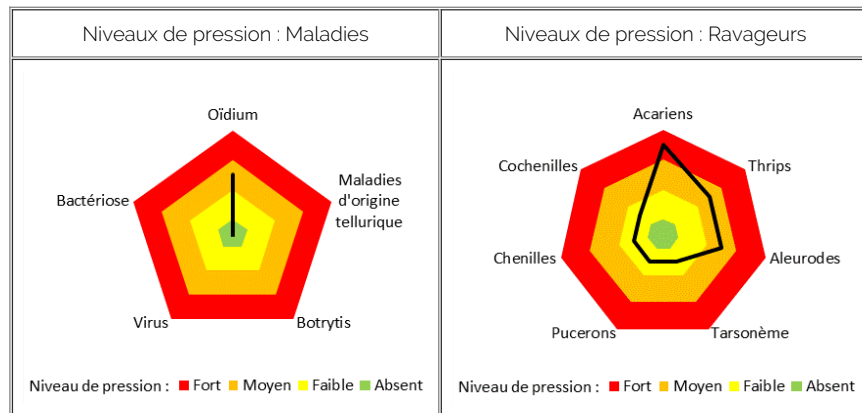 Niveaux de pression : Maladies
Niveaux de pression : Ravageurs
Oïdium
Bactériose
Maladies
d'origine
tellurique
Virus
Botrytis
Niveau de pression : Fort Moyen Faible Absent
Acariens
Cochenilles
Thrips
Chenilles
Aleurodes
Pucerons
Tarsonème
Niveau de pression : Fort Moyen Faible Absent